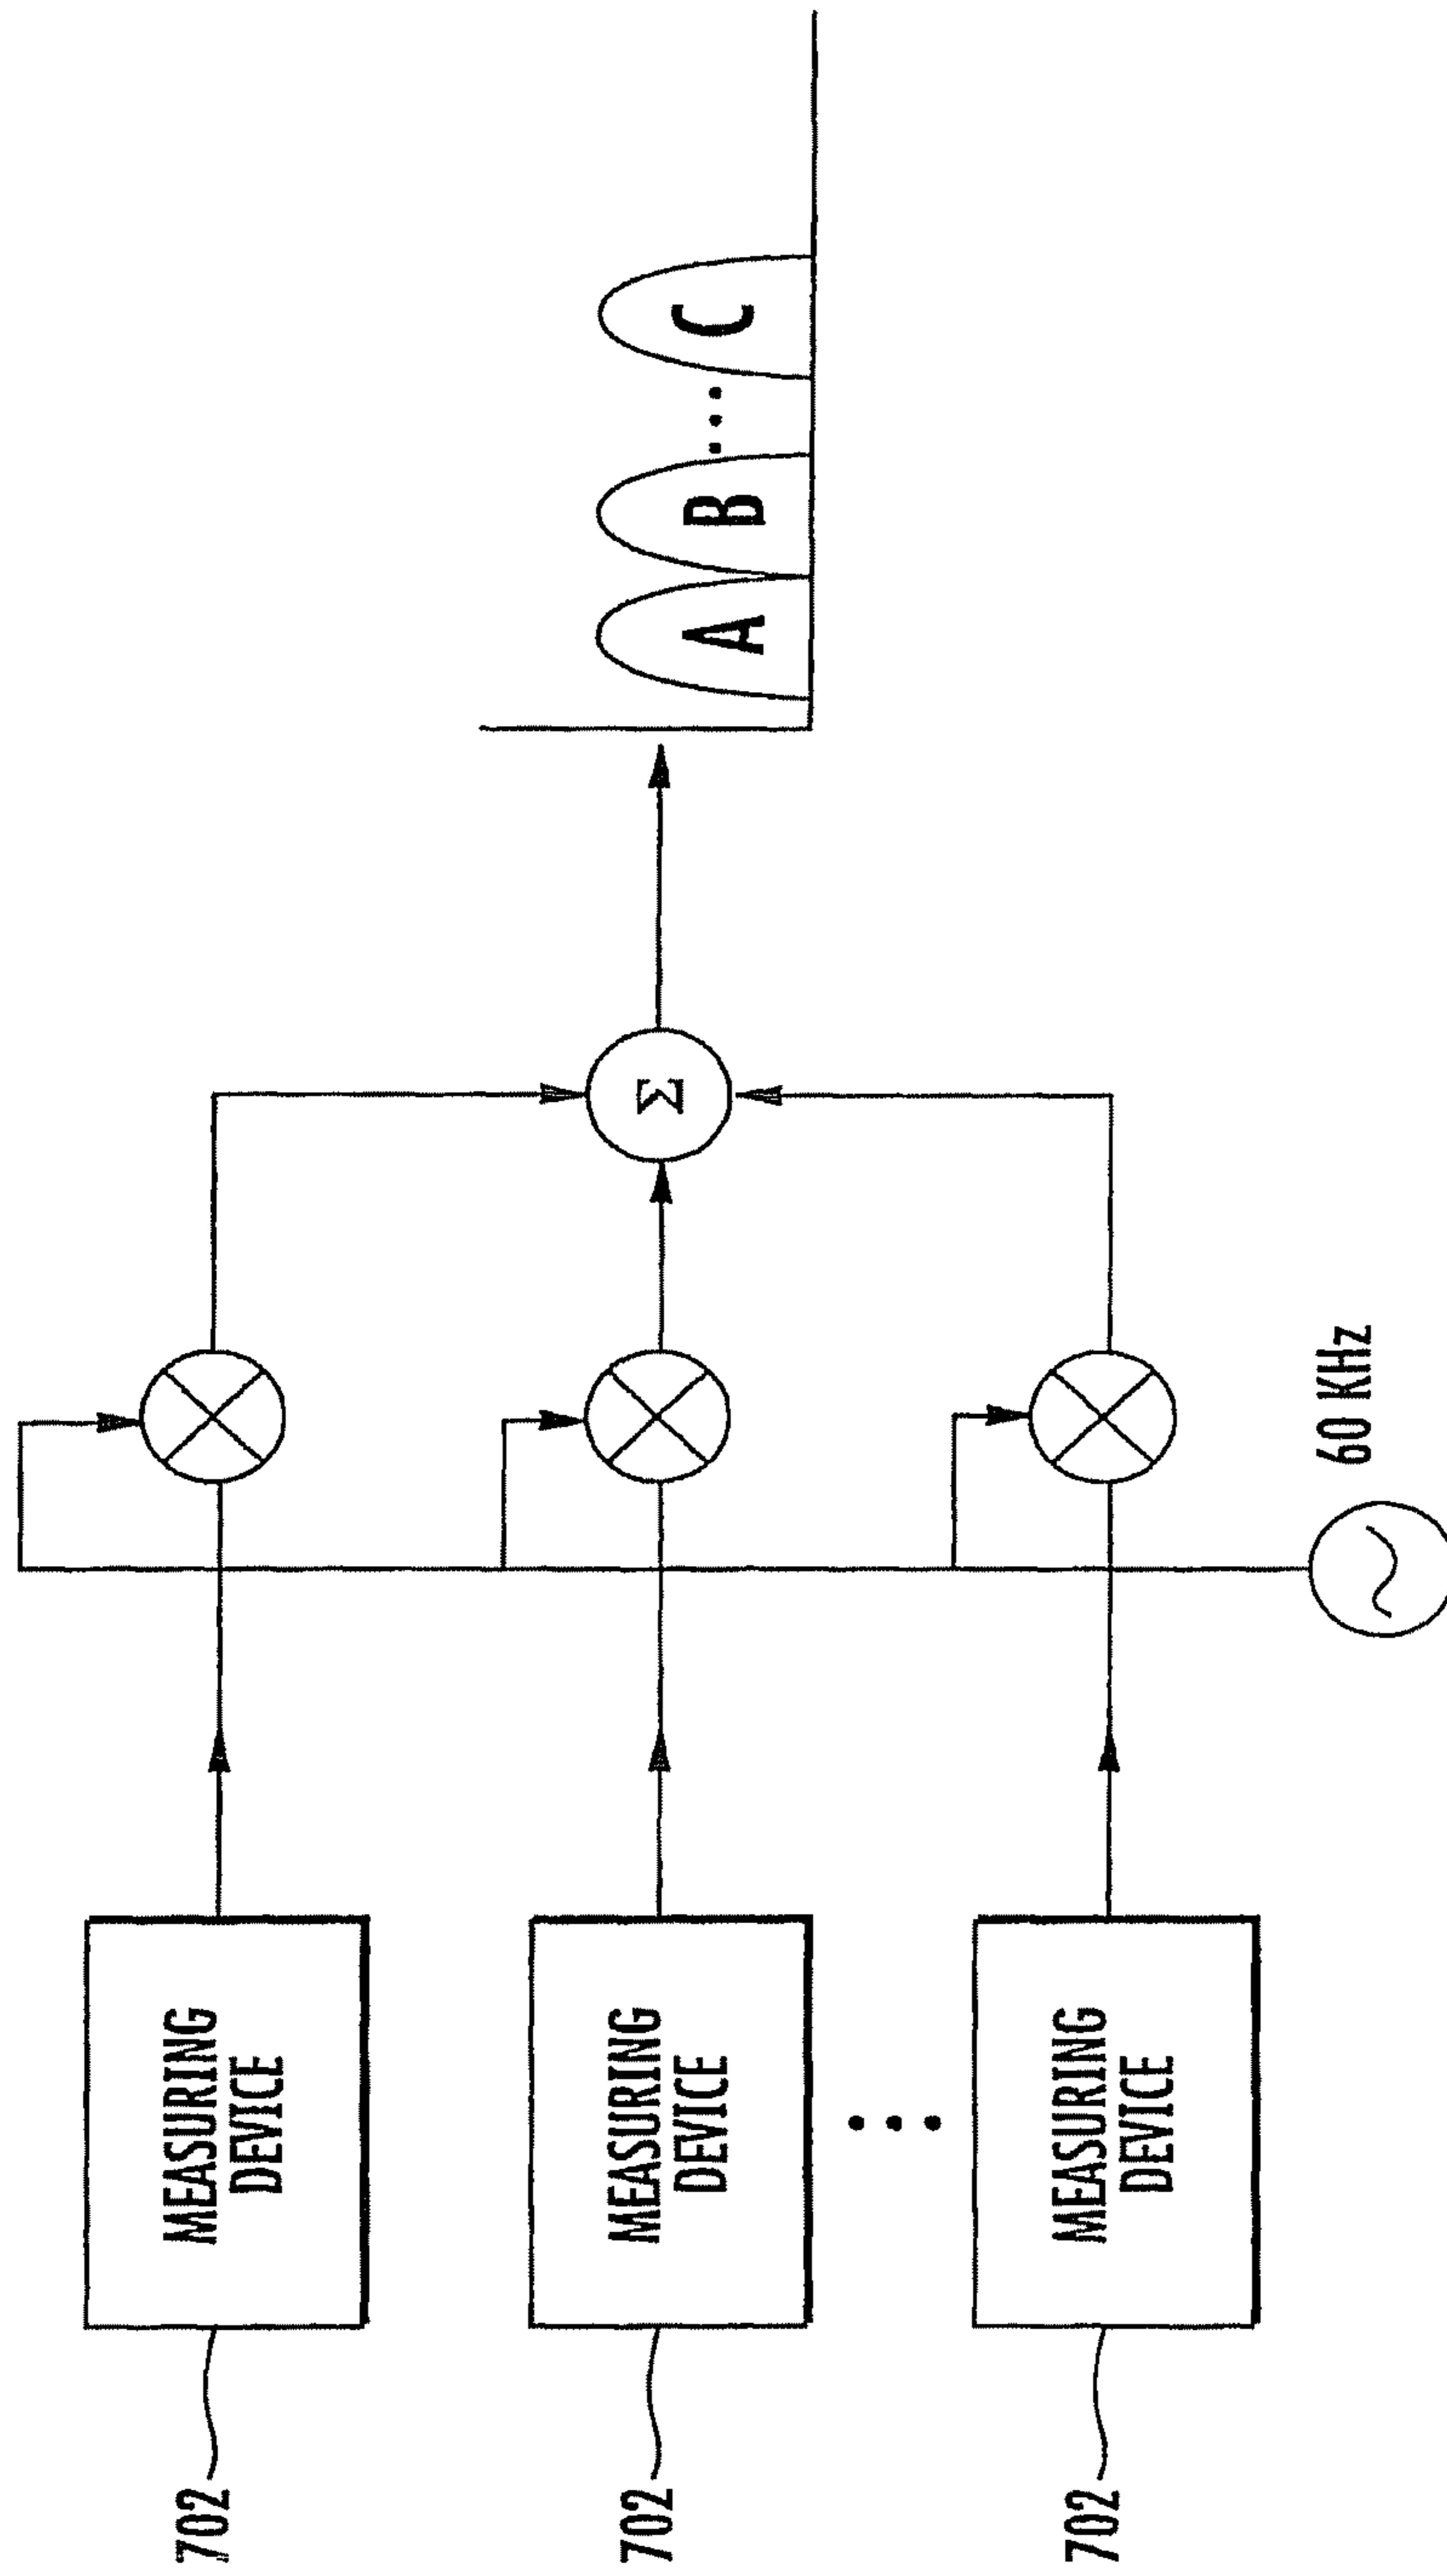 702
MEASURING
DEVICE
702
MEASURING
DEVICE
702
MEASURING
DEVICE
60 KHz
Σ
A B ... C